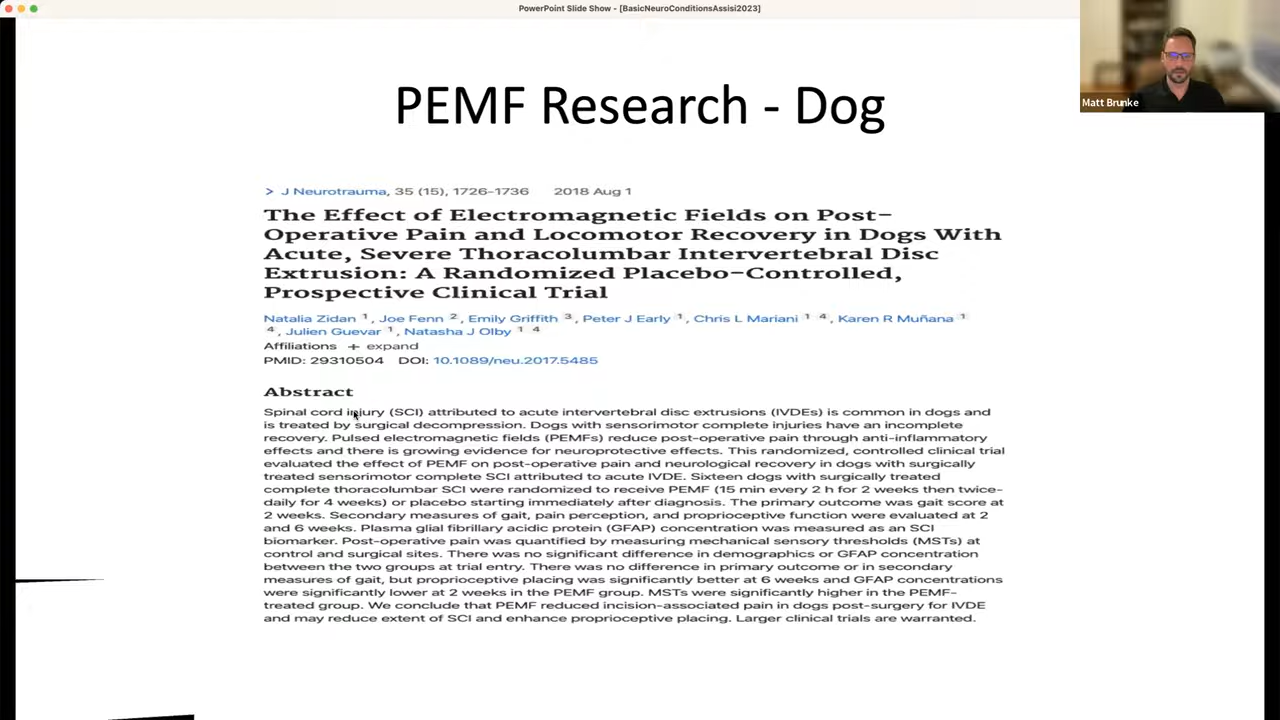 PowerPoint Slide Show - [BasicNeuroConditionsAssisi2023]
Matt Brunke
PEMF Research - Dog
> J Neurotrauma, 35 (15), 1726-1736 2018 Aug 1
The Effect of Electromagnetic Fields on Post-
Operative Pain and Locomotor Recovery in Dogs With
Acute, Severe Thoracolumbar Intervertebral Disc
Extrusion: A Randomized Placebo-Controlled,
Prospective Clinical Trial
Natalia Zidan 1, Joe Fenn 2, Emily Griffith 3, Peter J Early 1, Chris L Mariani 1 4, Karen R Muñana 1
4, Julien Guevar 1, Natasha J Olby 1 4
Affiliations + expand
PMID: 29310504 DOI: 10.1089/neu.2017.5485
Abstract
Spinal cord injury (SCI) attributed to acute intervertebral disc extrusions (IVDEs) is common in dogs and
is treated by surgical decompression. Dogs with sensorimotor complete injuries have an incomplete
recovery. Pulsed electromagnetic fields (PEMFs) reduce post-operative pain through anti-inflammatory
effects and there is growing evidence for neuroprotective effects. This randomized, controlled clinical trial
evaluated the effect of PEMF on post-operative pain and neurological recovery in dogs with surgically
treated sensorimotor complete SCI attributed to acute IVDE. Sixteen dogs with surgically treated
complete thoracolumbar SCI were randomized to receive PEMF (15 min every 2 h for 2 weeks then twice-
daily for 4 weeks) or placebo starting immediately after diagnosis. The primary outcome was gait score at
2 weeks. Secondary measures of gait, pain perception, and proprioceptive function were evaluated at 2
and 6 weeks. Plasma glial fibrillary acidic protein (GFAP) concentration was measured as an SCI
biomarker. Post-operative pain was quantified by measuring mechanical sensory thresholds (MSTs) at
control and surgical sites. There was no significant difference in demographics or GFAP concentration
between the two groups at trial entry. There was no difference in primary outcome or in secondary
measures of gait, but proprioceptive placing was significantly better at 6 weeks and GFAP concentrations
were significantly lower at 2 weeks in the PEMF group. MSTs were significantly higher in the PEMF-
treated group. We conclude that PEMF reduced incision-associated pain in dogs post-surgery for IVDE
and may reduce extent of SCI and enhance proprioceptive placing. Larger clinical trials are warranted.